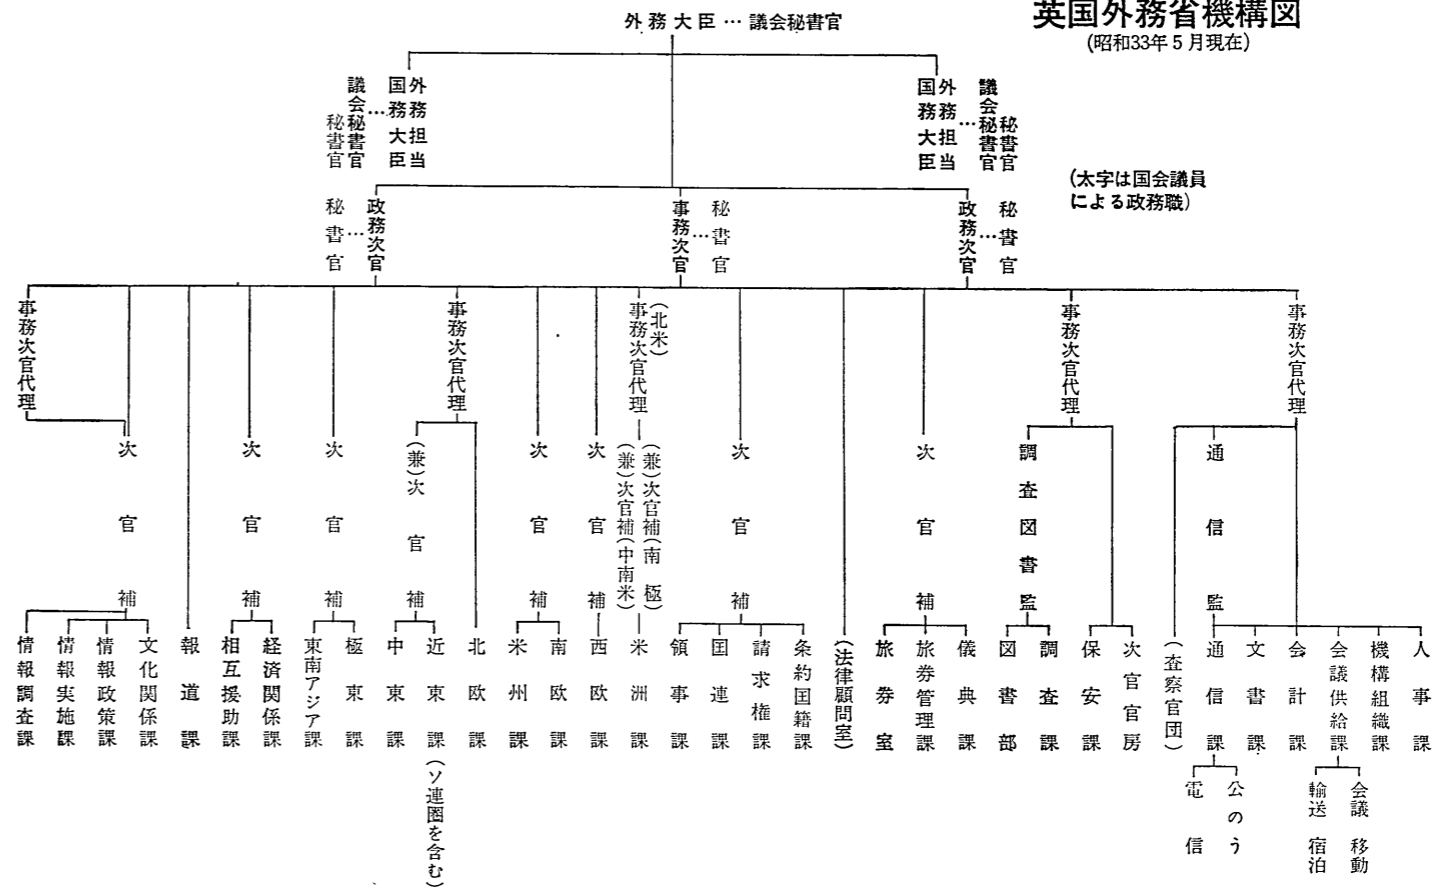 英国外務省機構図
(昭和33年5月現在)
外務大臣…議会秘書官
外務担当
国務大臣
…議会秘書官
秘書官
外務担当
国務大臣
…議会秘書官
秘書官
(太字は国会議員
による政務職)
政務次官…秘書官
事務次官…秘書官
政務次官…秘書官
事務次官代理
事務次官代理
(北米)
事務次官代理
事務次官代理
事務次官代理
次官補
次官補
次官補
(兼)次官補
次官補
次官補
(兼)次官補(中南米)
(兼)次官補(南極)
次官補
次官補
調査図書監
通信監
情報調査課
情報実施課
情報政策課
文化関係課
報道課
相互援助課
経済関係課
東南アジア課
極東課
中東課
近東課(ソ連圏を含む)
北欧課
米州課
南欧課
西欧課
米洲課
領事課
国連課
請求権課
条約国籍課
(法律顧問室)
旅券室
旅券管理課
儀典課
図書部
調査課
保安課
次官官房
(査察官団)
通信課
文書課
会計課
会議供給課
機構組織課
人事課
電信
公のう
輸送宿泊
会議移動